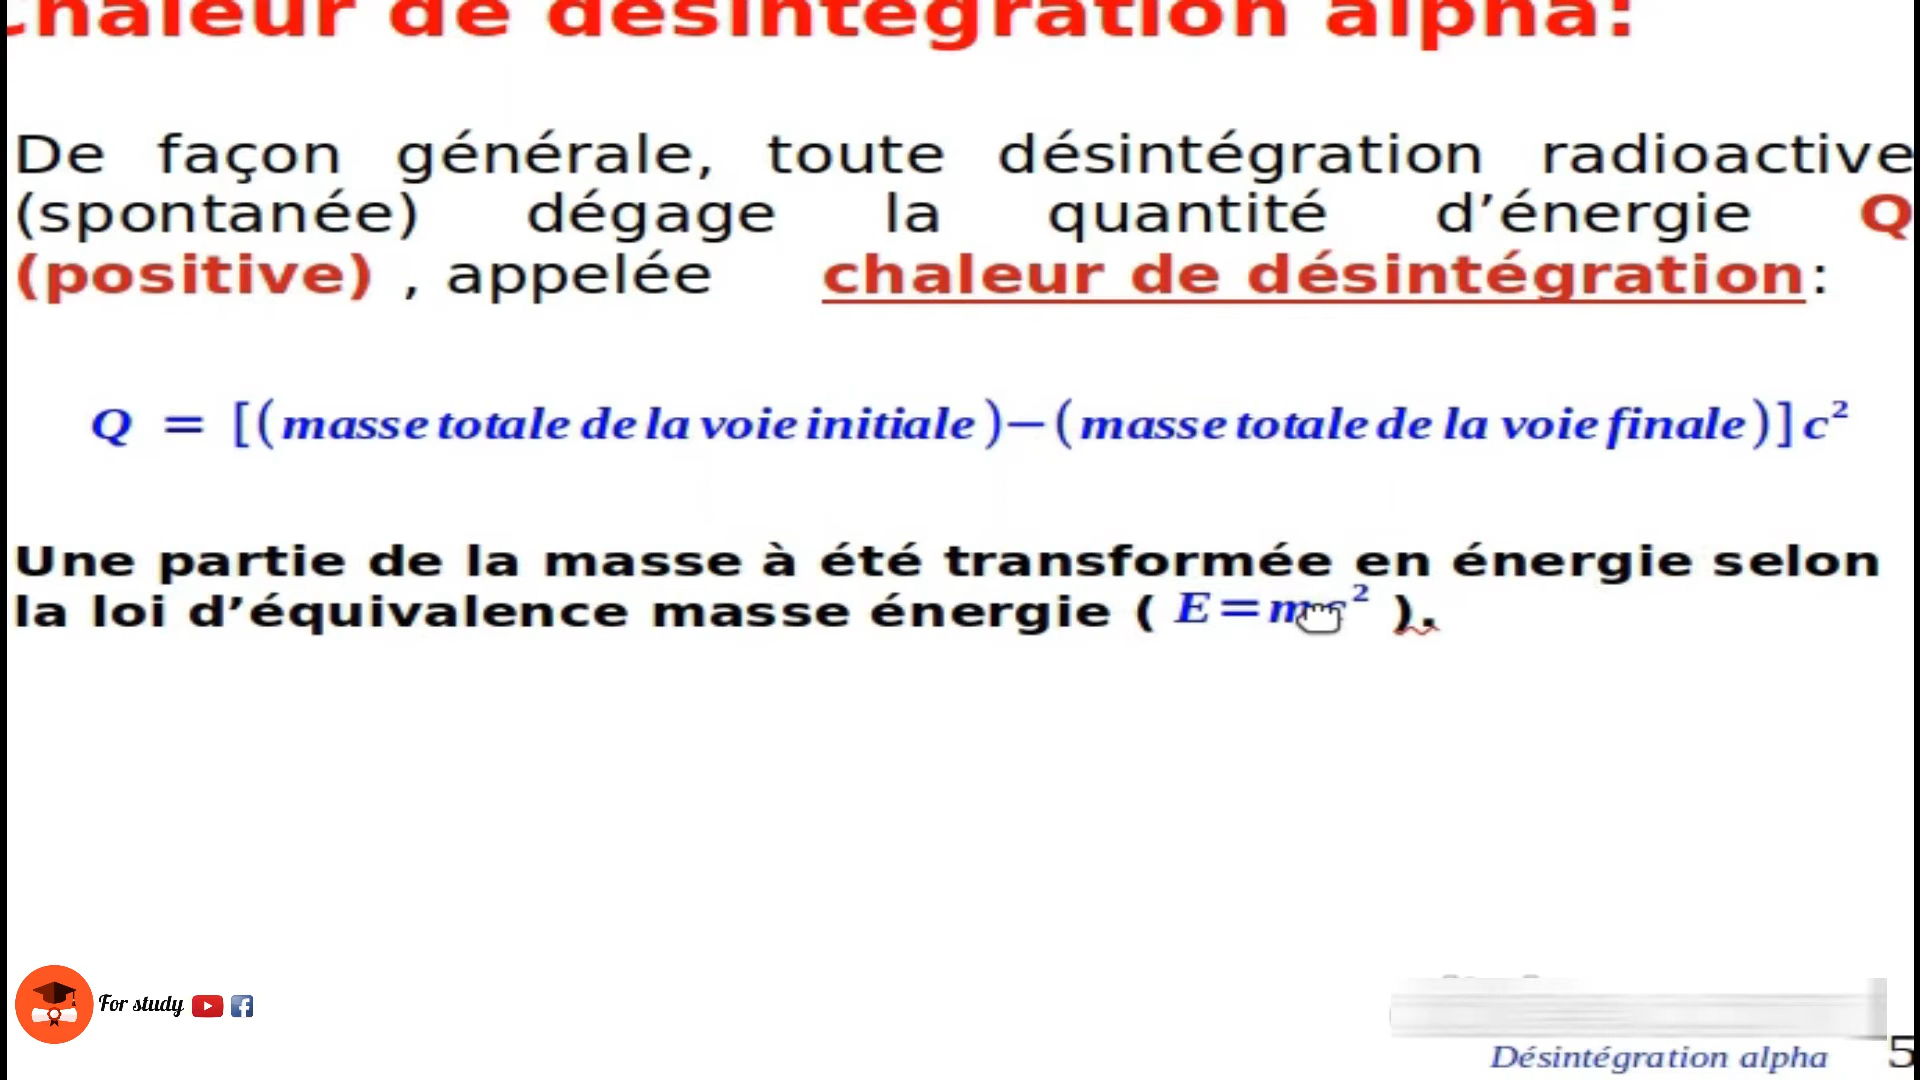 chaleur de désintégration alpha:
De façon générale, toute désintégration radioactive
(spontanée) dégage la quantité d’énergie Q
(positive) , appelée chaleur de désintégration:
Q = [(masse totale de la voie initiale)−(masse totale de la voie finale)]c²
Une partie de la masse à été transformée en énergie selon
la loi d’équivalence masse énergie ( E=mc² ).
For study
Désintégration alpha 5